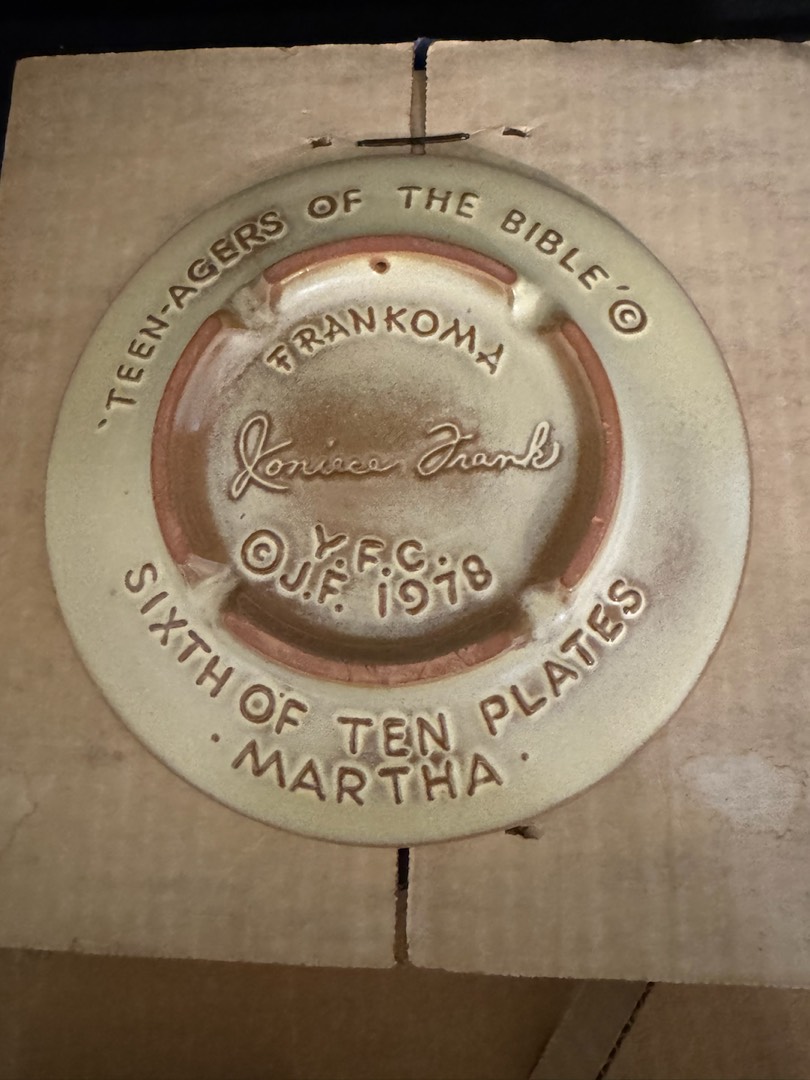 'TEEN-AGERS OF THE BIBLE' ©
FRANKOMA
Joniece Frank
Y.F.C.
© J.F. 1978
SIXTH OF TEN PLATES
· MARTHA ·